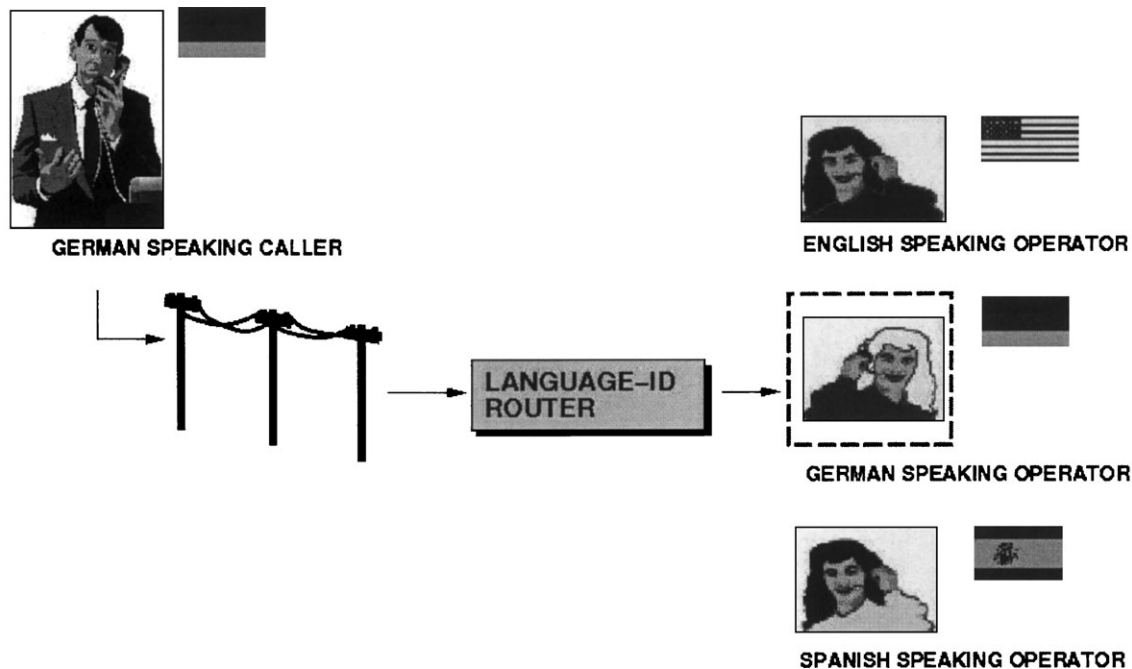 GERMAN SPEAKING CALLER
ENGLISH SPEAKING OPERATOR
LANGUAGE–ID
ROUTER
GERMAN SPEAKING OPERATOR
SPANISH SPEAKING OPERATOR